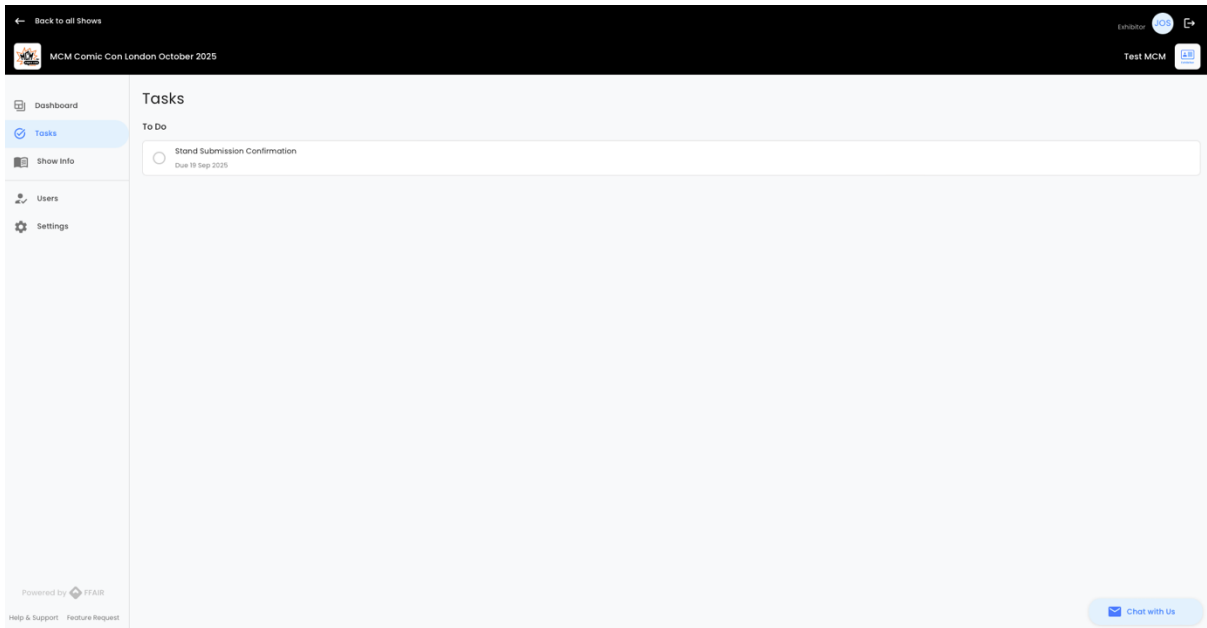 Back to all Shows
Exhibitor JOS
MCM Comic Con London October 2025
Test MCM
Dashboard
Tasks
Show Info
Users
Settings
Tasks
To Do
Stand Submission Confirmation
Due 19 Sep 2025
Powered by FFAIR
Help & Support Feature Request
Chat with Us